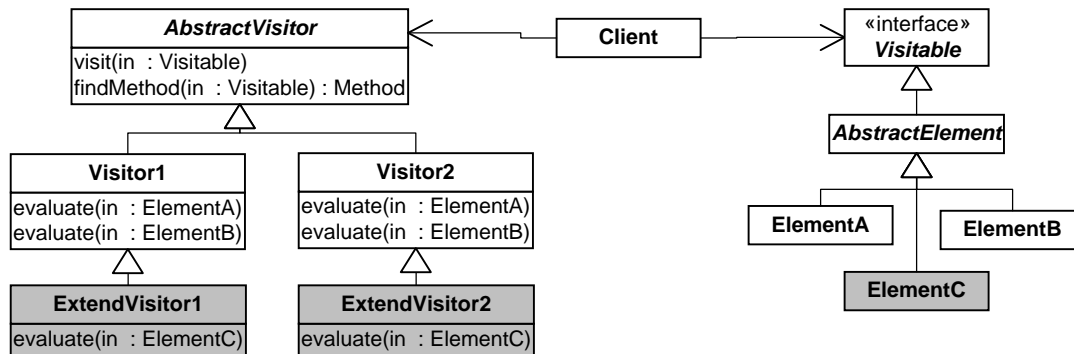 AbstractVisitor
visit(in : Visitable)
findMethod(in : Visitable) : Method
Client
«interface»
Visitable
AbstractElement
Visitor1
evaluate(in : ElementA)
evaluate(in : ElementB)
Visitor2
evaluate(in : ElementA)
evaluate(in : ElementB)
ElementA
ElementB
ExtendVisitor1
evaluate(in : ElementC)
ExtendVisitor2
evaluate(in : ElementC)
ElementC